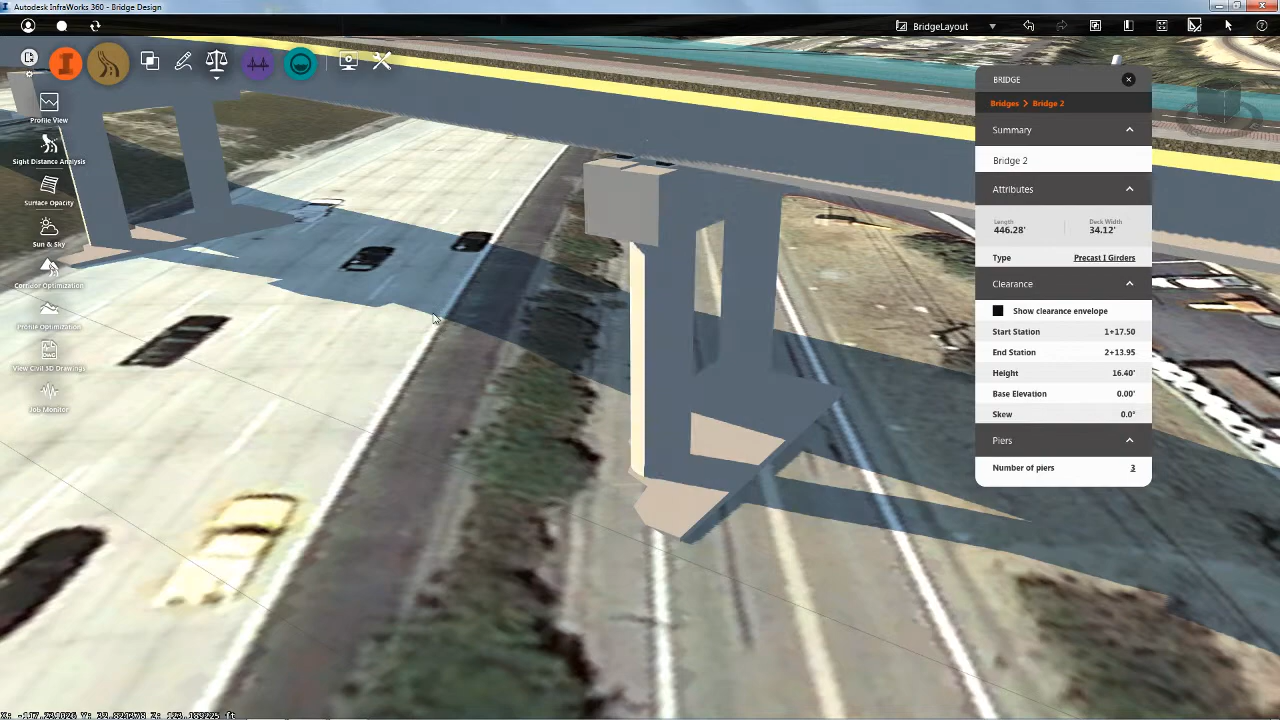 Autodesk InfraWorks 360 - Bridge Design
BridgeLayout
Profile View
Sight Distance Analysis
Surface Opacity
Sun & Sky
Corridor Optimization
Profile Optimization
View Civil 3D Drawings
Job Monitor
BRIDGE
Bridges > Bridge 2
Summary
Bridge 2
Attributes
Length Deck Width
446.28' 34.12'
Type Precast I Girders
Clearance
Show clearance envelope
Start Station 1+17.50
End Station 2+13.95
Height 16.40'
Base Elevation 0.00'
Skew 0.0°
Piers
Number of piers 3